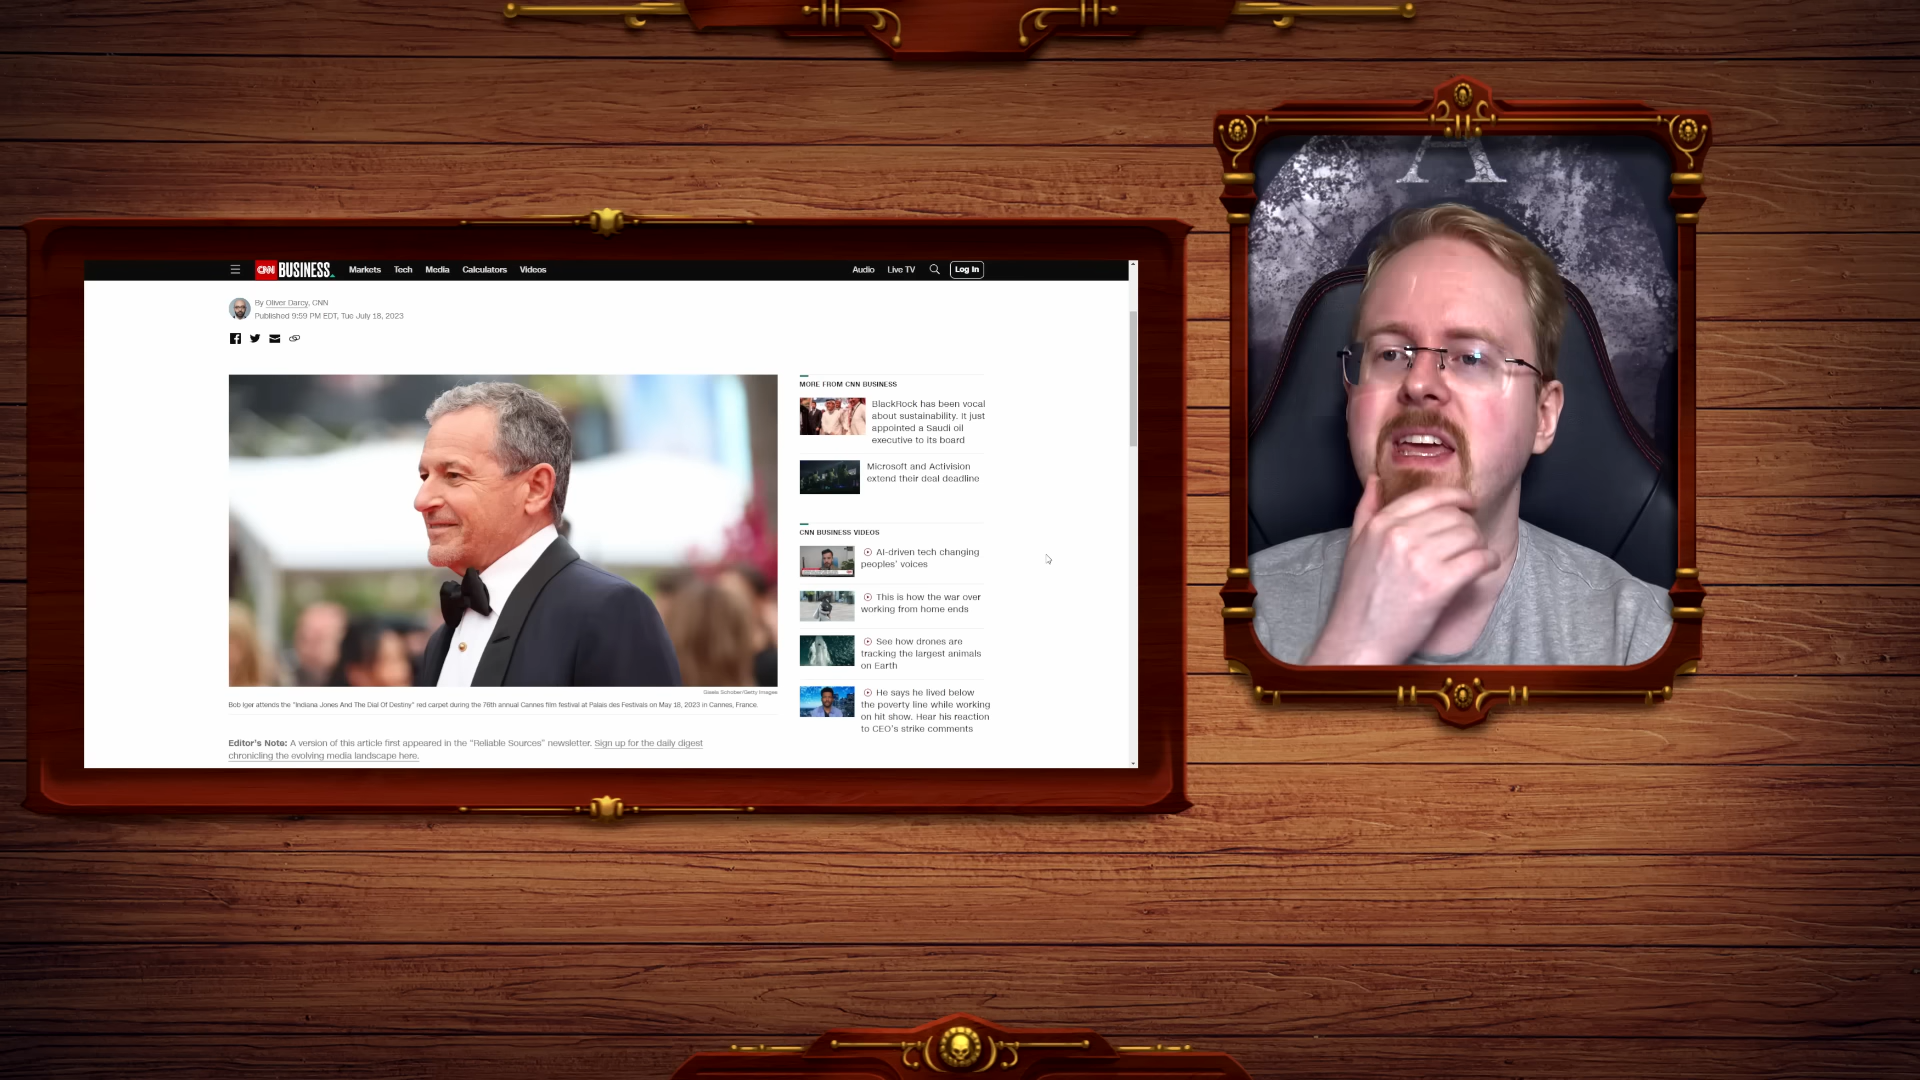 CNN BUSINESS Markets Tech Media Calculators Videos Audio Live TV Log In
By Oliver Darcy, CNN
Published 9:59 PM EDT, Tue July 18, 2023
Gisela Schober/Getty Images
Bob Iger attends the "Indiana Jones And The Dial Of Destiny" red carpet during the 76th annual Cannes film festival at Palais des Festivals on May 18, 2023 in Cannes, France.
Editor's Note: A version of this article first appeared in the "Reliable Sources" newsletter. Sign up for the daily digest
chronicling the evolving media landscape here.
MORE FROM CNN BUSINESS
BlackRock has been vocal
about sustainability. It just
appointed a Saudi oil
executive to its board
Microsoft and Activision
extend their deal deadline
CNN BUSINESS VIDEOS
AI-driven tech changing
peoples' voices
This is how the war over
working from home ends
See how drones are
tracking the largest animals
on Earth
He says he lived below
the poverty line while working
on hit show. Hear his reaction
to CEO's strike comments
A